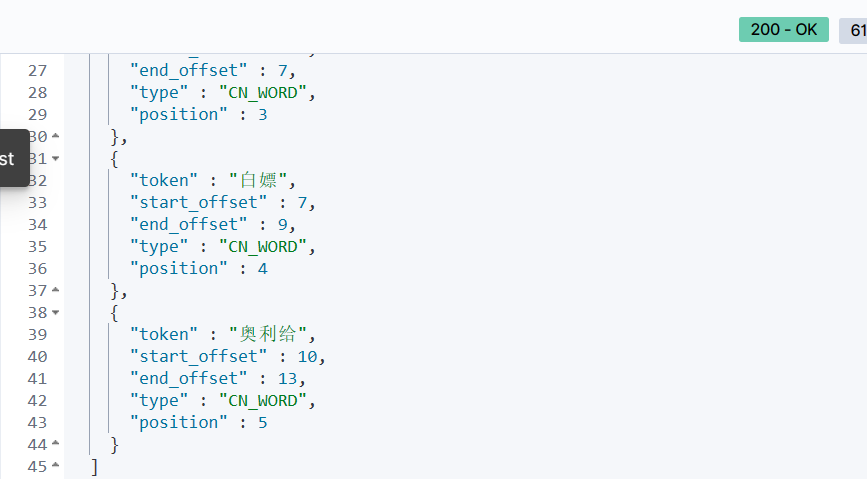 200 - OK
61
27 "end_offset" : 7,
28 "type" : "CN_WORD",
29 "position" : 3
30 },
st
31 {
32 "token" : "白嫖",
33 "start_offset" : 7,
34 "end_offset" : 9,
35 "type" : "CN_WORD",
36 "position" : 4
37 },
38 {
39 "token" : "奥利给",
40 "start_offset" : 10,
41 "end_offset" : 13,
42 "type" : "CN_WORD",
43 "position" : 5
44 }
45 ]